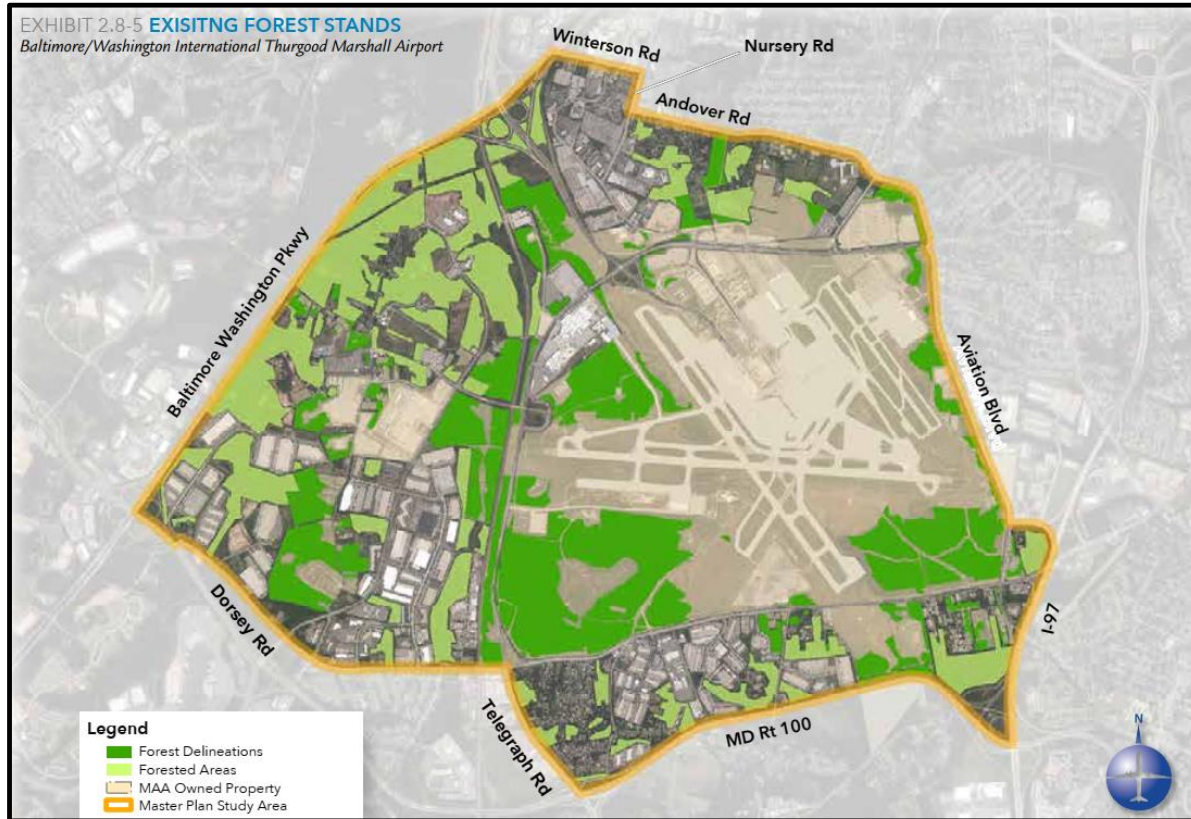 EXHIBIT 2.8-5 EXISITNG FOREST STANDS
Baltimore/Washington International Thurgood Marshall Airport
Winterson Rd
Nursery Rd
Andover Rd
Baltimore Washington Pkwy
Aviation Blvd
I-97
Dorsey Rd
Telegraph Rd
MD Rt 100
Legend
Forest Delineations
Forested Areas
MAA Owned Property
Master Plan Study Area
N